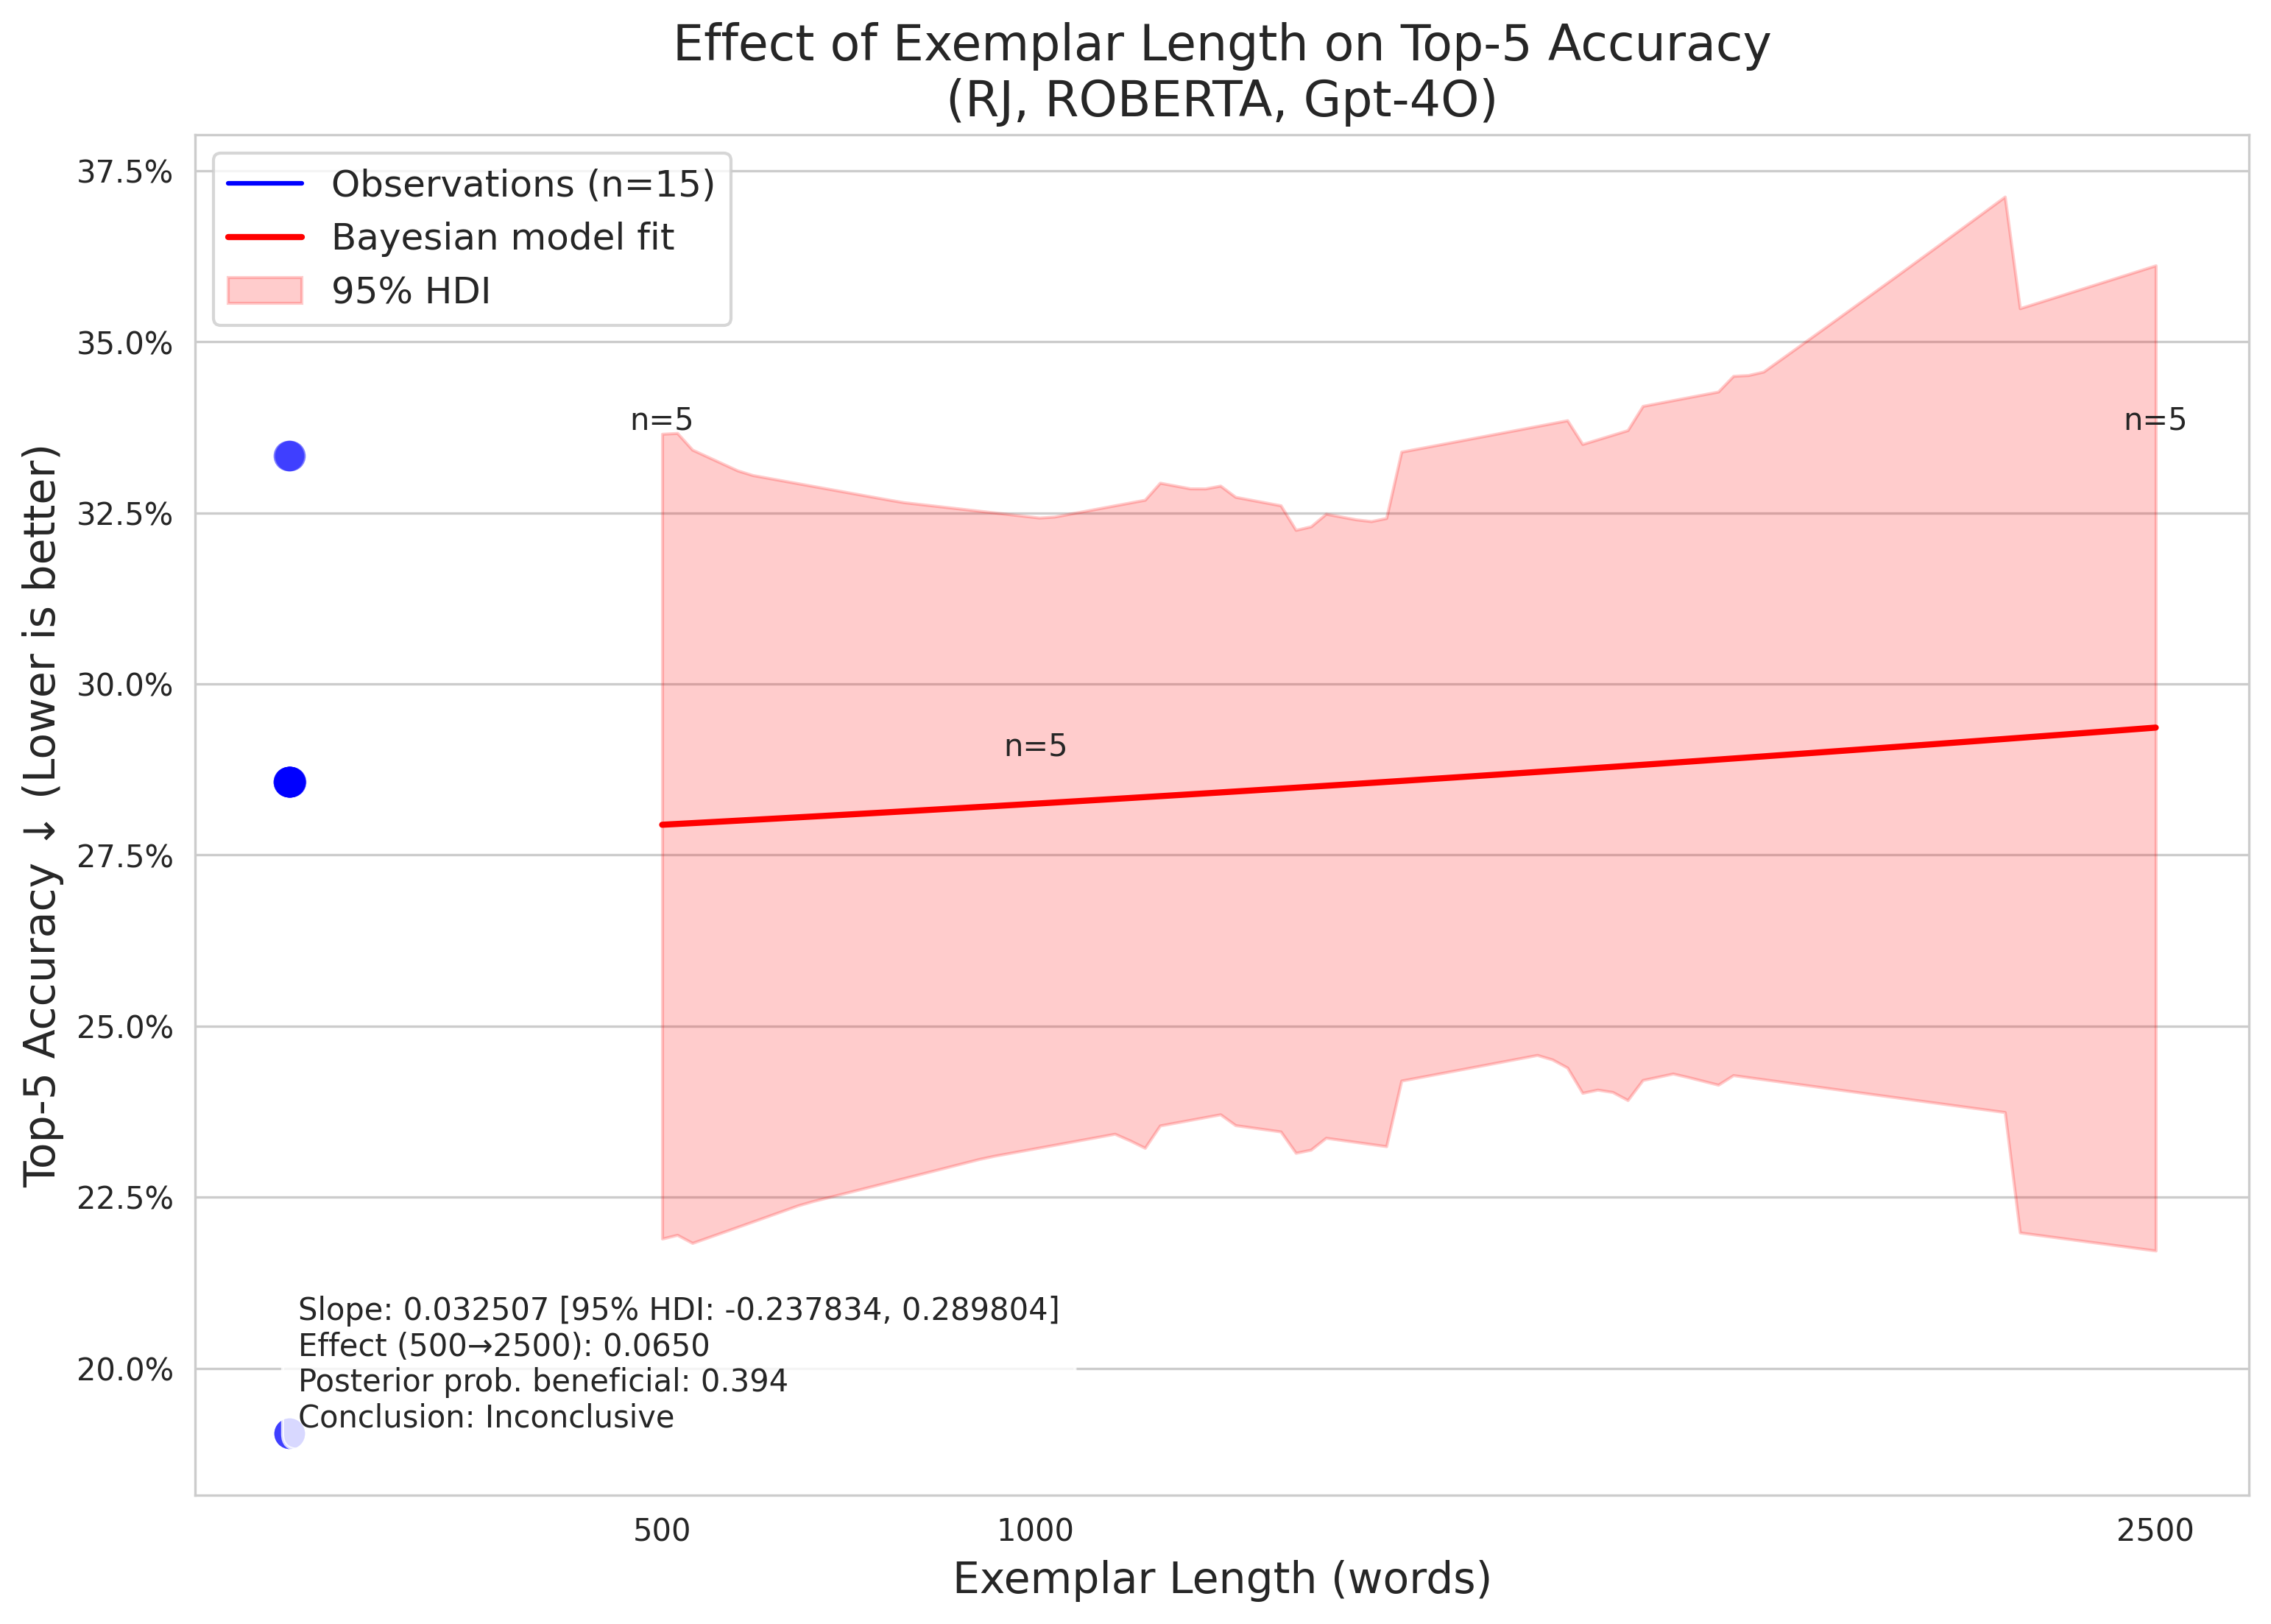 Effect of Exemplar Length on Top-5 Accuracy
(RJ, ROBERTA, Gpt-4O)
Observations (n=15)
Bayesian model fit
95% HDI
Top-5 Accuracy ↓ (Lower is better)
37.5%
35.0%
32.5%
30.0%
27.5%
25.0%
22.5%
20.0%
n=5
n=5
n=5
Slope: 0.032507 [95% HDI: -0.237834, 0.289804]
Effect (500→2500): 0.0650
Posterior prob. beneficial: 0.394
Conclusion: Inconclusive
500
1000
2500
Exemplar Length (words)